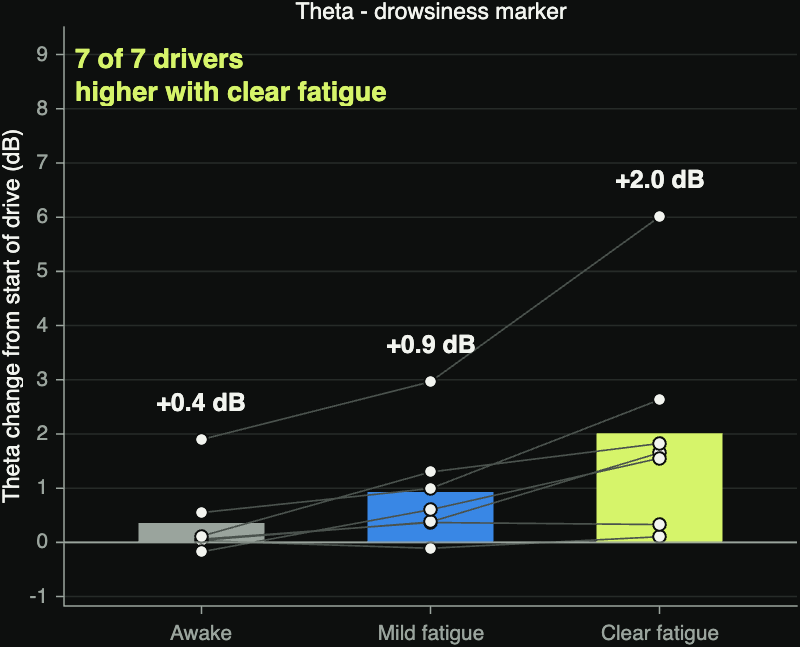 Theta - drowsiness marker
7 of 7 drivers
higher with clear fatigue
Theta change from start of drive (dB)
9
8
7
6
5
4
3
2
1
0
-1
+0.4 dB
+0.9 dB
+2.0 dB
Awake
Mild fatigue
Clear fatigue